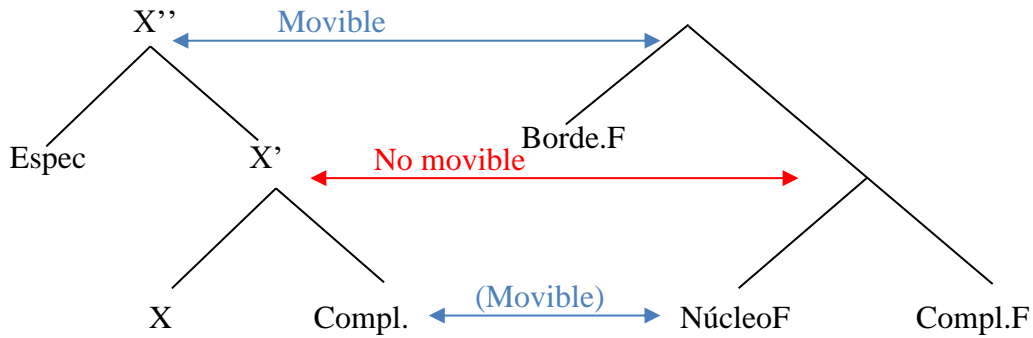 X’’ Movible
Borde.F
Espec X’ No movible
X Compl. (Movible) NúcleoF Compl.F